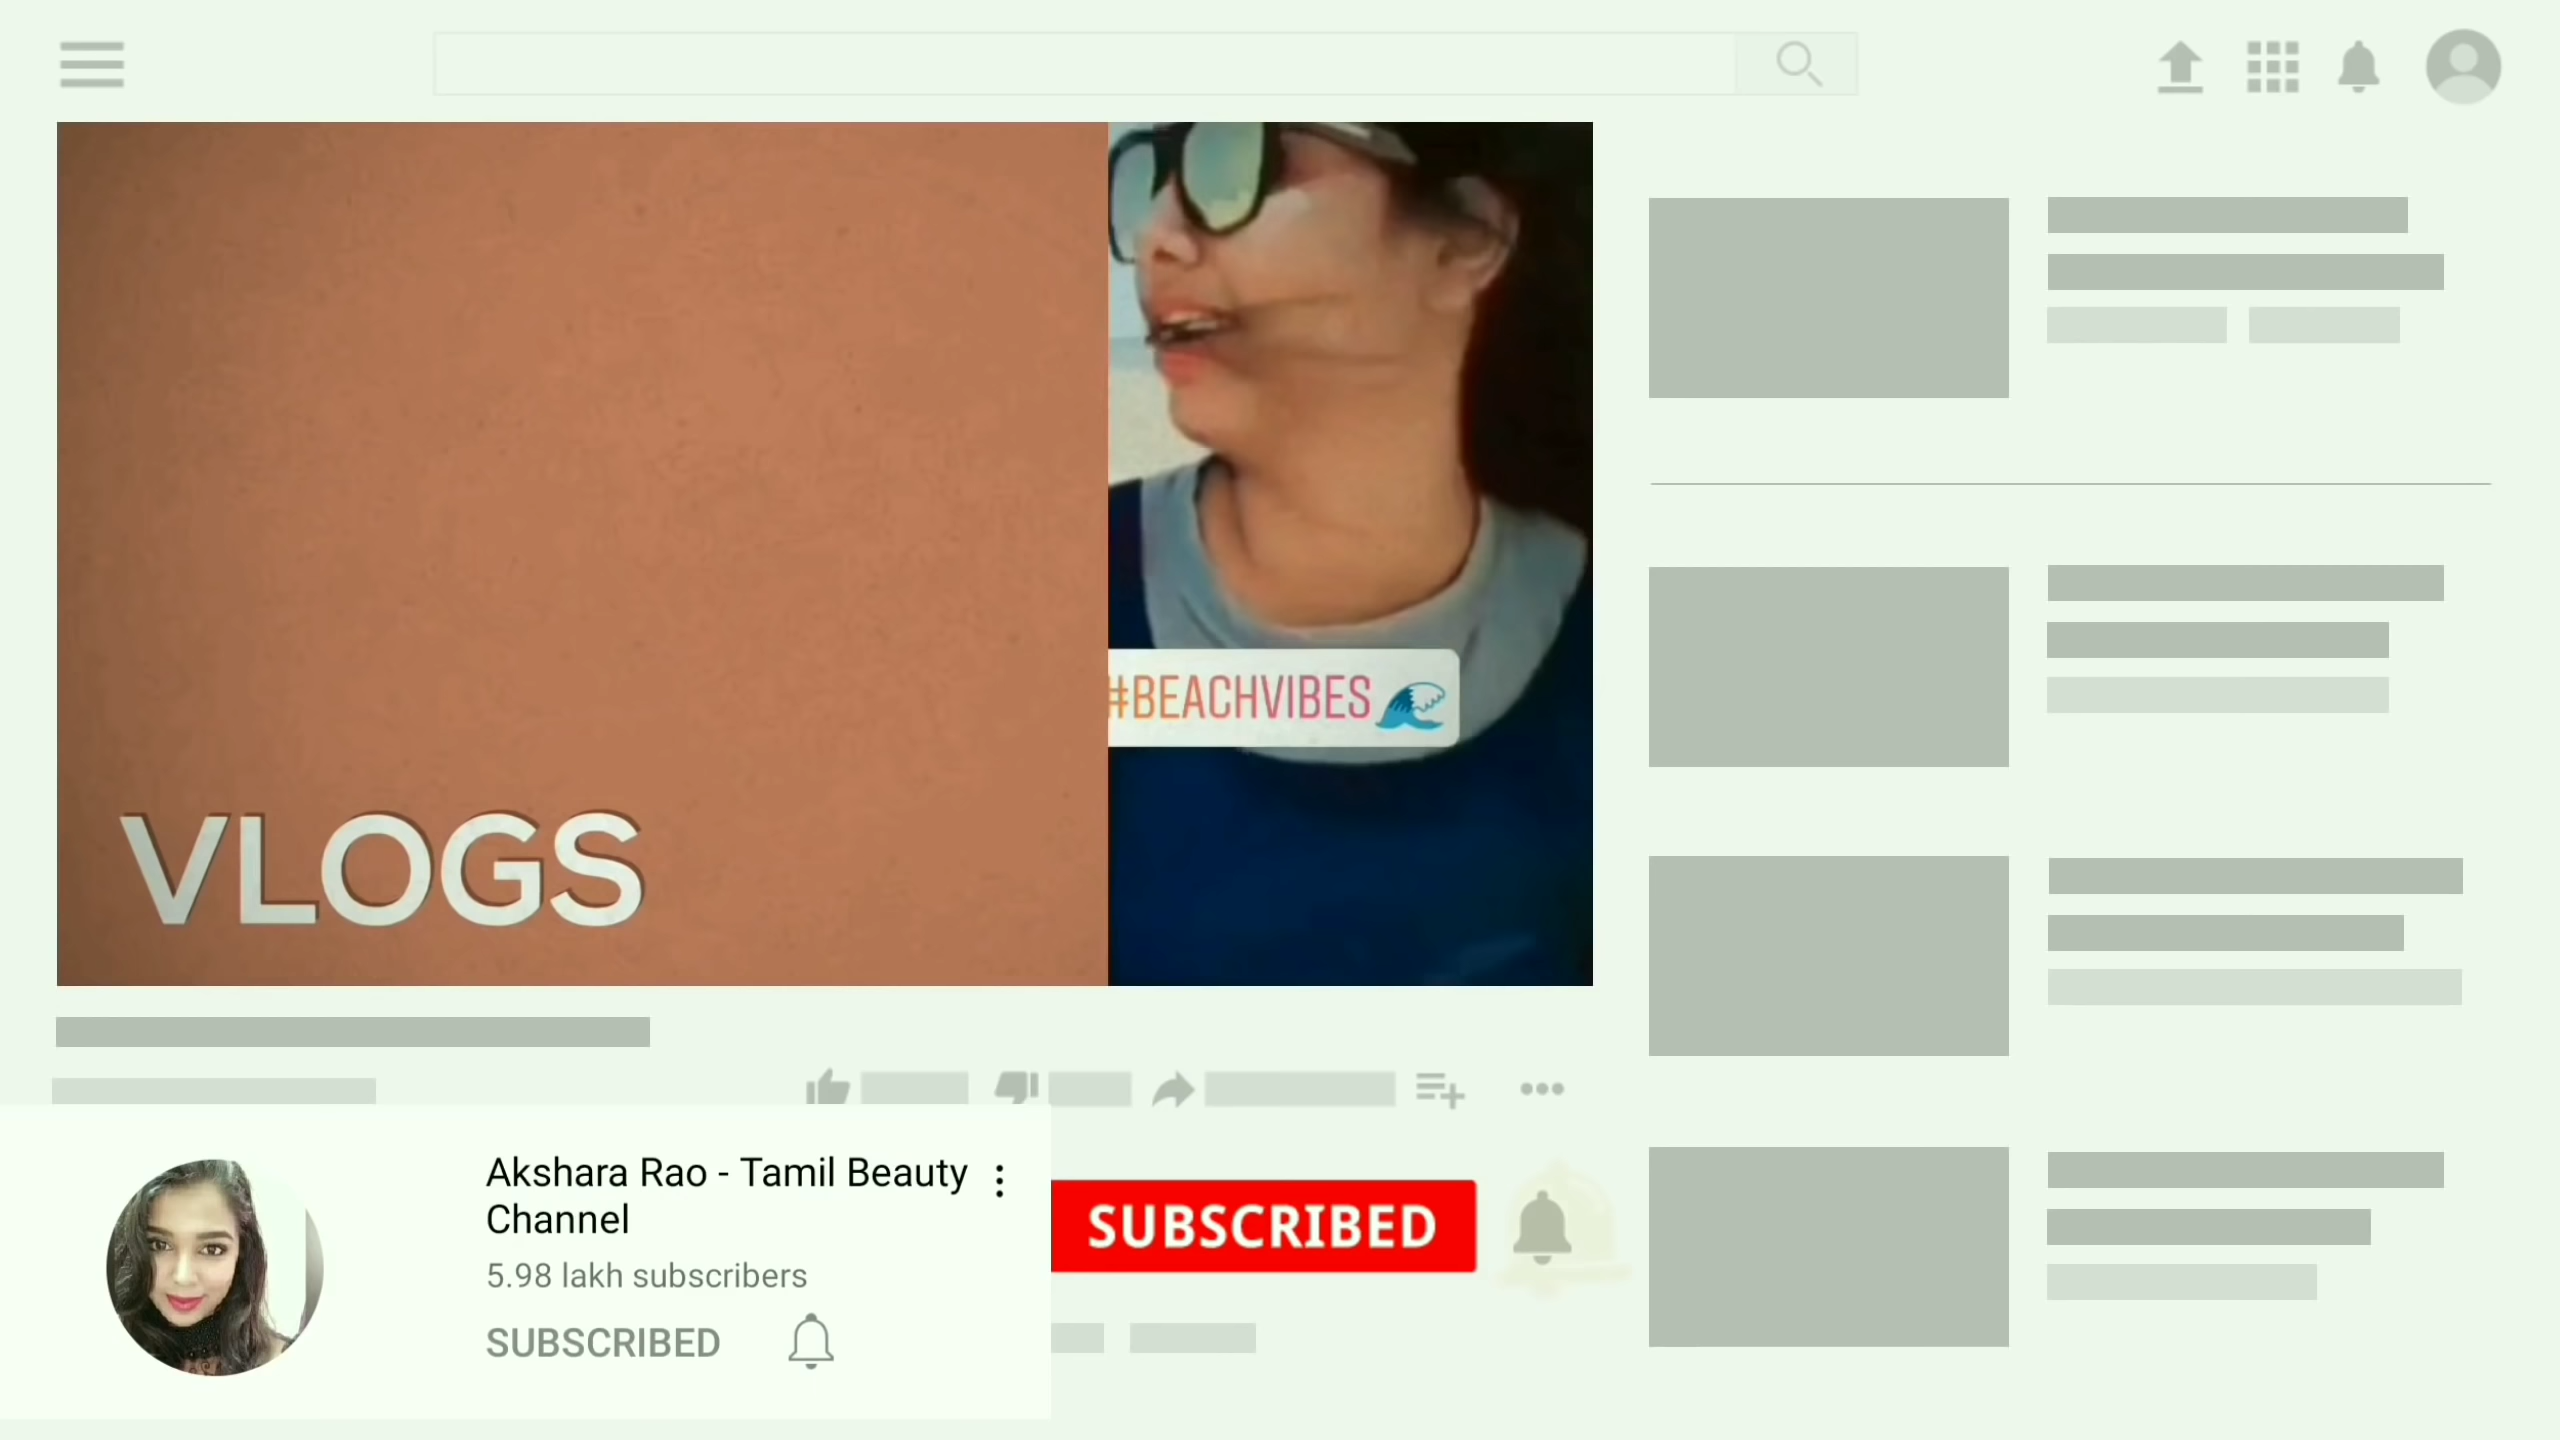 #BEACHVIBES
VLOGS
Akshara Rao - Tamil Beauty
Channel
5.98 lakh subscribers
SUBSCRIBED
SUBSCRIBED